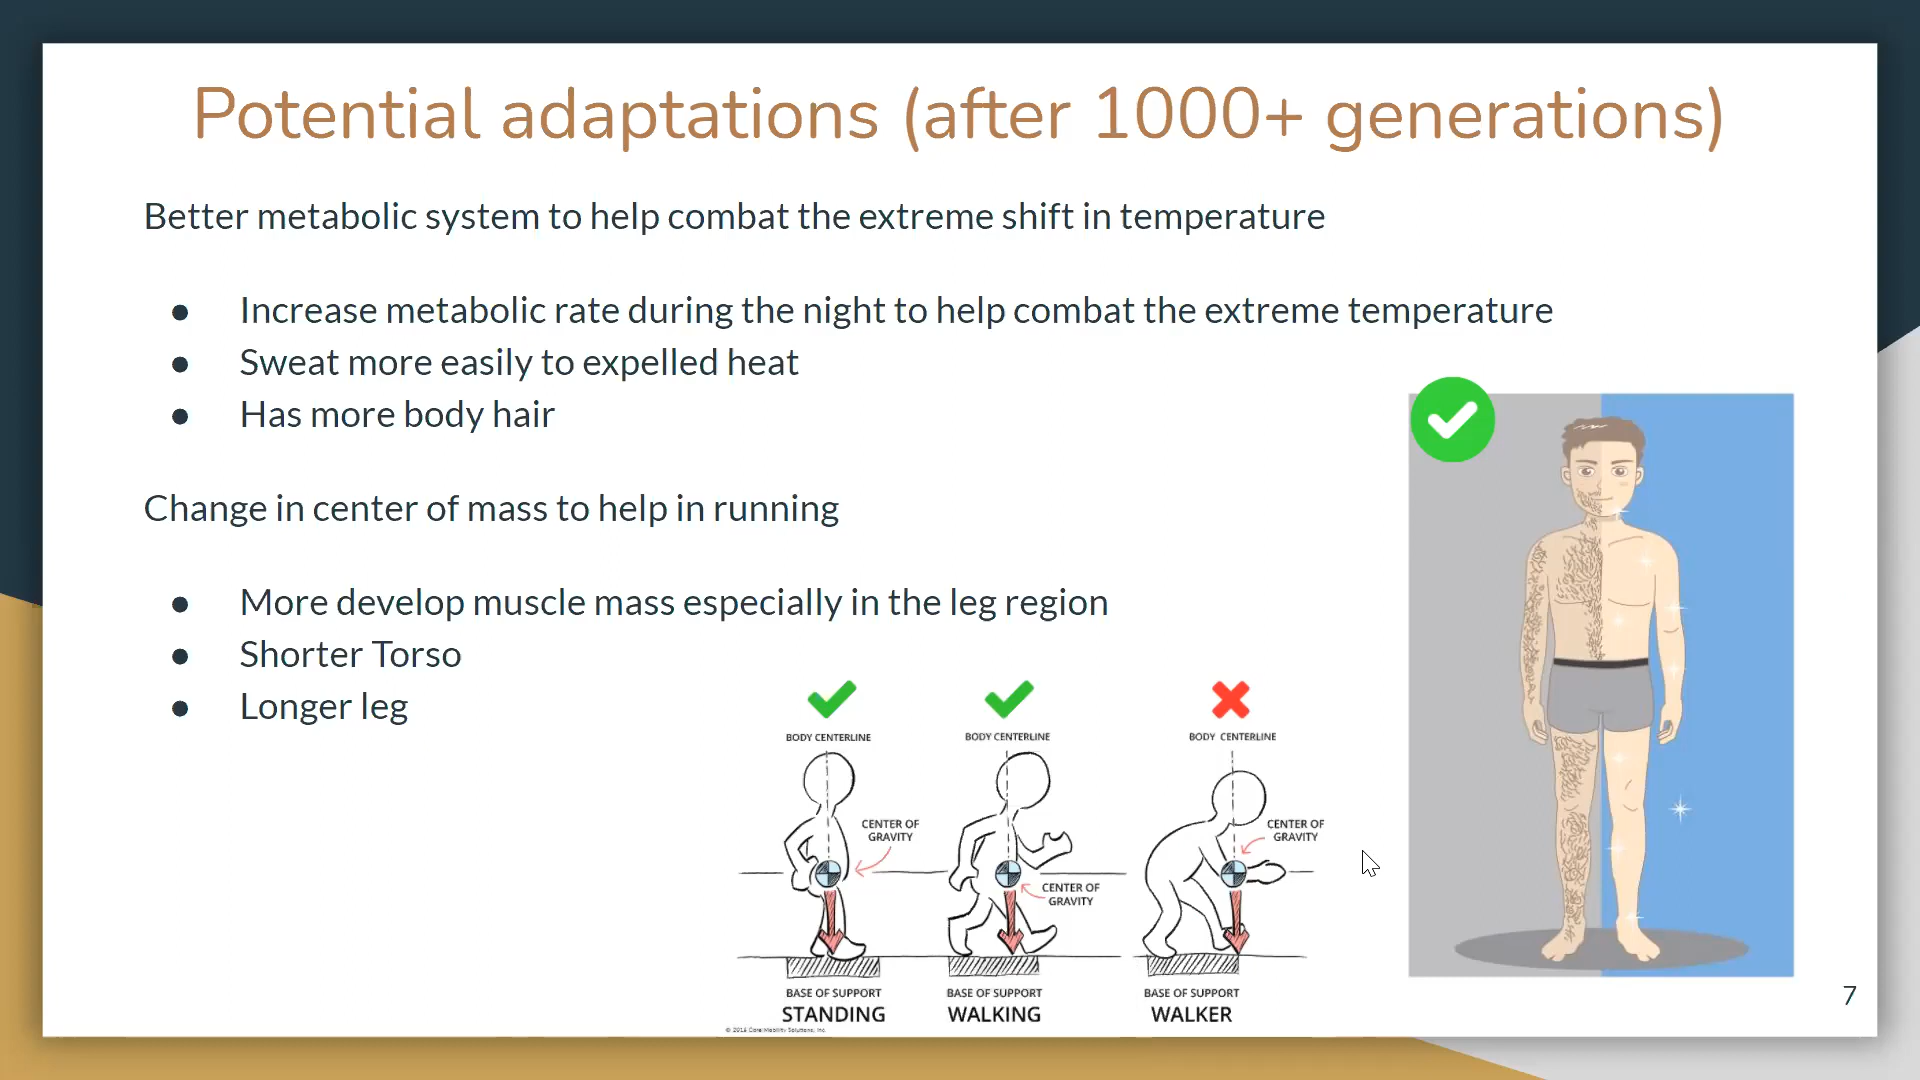 Potential adaptations (after 1000+ generations)
Better metabolic system to help combat the extreme shift in temperature
● Increase metabolic rate during the night to help combat the extreme temperature
● Sweat more easily to expelled heat
● Has more body hair
Change in center of mass to help in running
● More develop muscle mass especially in the leg region
● Shorter Torso
● Longer leg
BODY CENTERLINE
BODY CENTERLINE
BODY CENTERLINE
CENTER OF
GRAVITY
CENTER OF
GRAVITY
CENTER OF
GRAVITY
BASE OF SUPPORT
STANDING
BASE OF SUPPORT
WALKING
BASE OF SUPPORT
WALKER
Mobility Solutions, Inc.
7